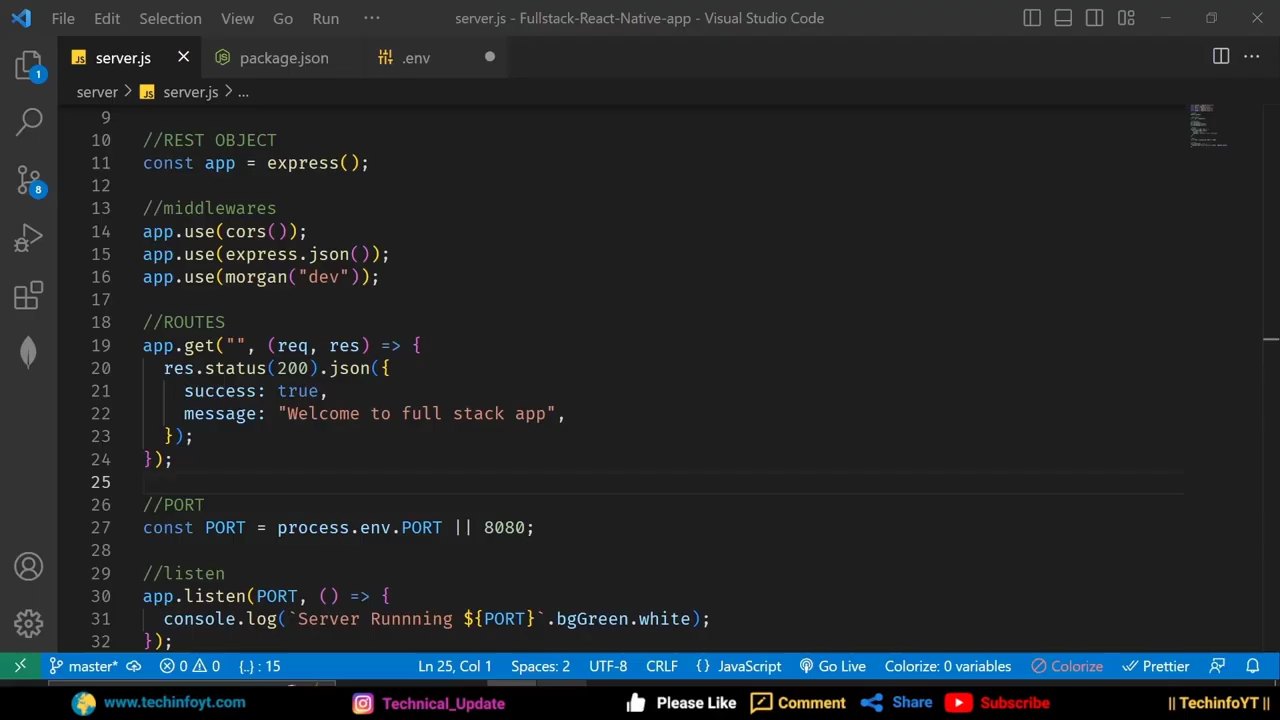 File Edit Selection View Go Run ··· server.js - Fullstack-React-Native-app - Visual Studio Code
JS server.js package.json .env
server > JS server.js > ...
1
8
9
10 //REST OBJECT
11 const app = express();
12
13 //middlewares
14 app.use(cors());
15 app.use(express.json());
16 app.use(morgan("dev"));
17
18 //ROUTES
19 app.get("", (req, res) => {
20 res.status(200).json({
21 success: true,
22 message: "Welcome to full stack app",
23 });
24 });
25
26 //PORT
27 const PORT = process.env.PORT || 8080;
28
29 //listen
30 app.listen(PORT, () => {
31 console.log(`Server Runnning ${PORT}`.bgGreen.white);
32 });
master* 0 0 {..} : 15 Ln 25, Col 1 Spaces: 2 UTF-8 CRLF {} JavaScript Go Live Colorize: 0 variables Colorize Prettier
www.techinfoyt.com Technical_Update Please Like Comment Share Subscribe || TechinfoYT ||